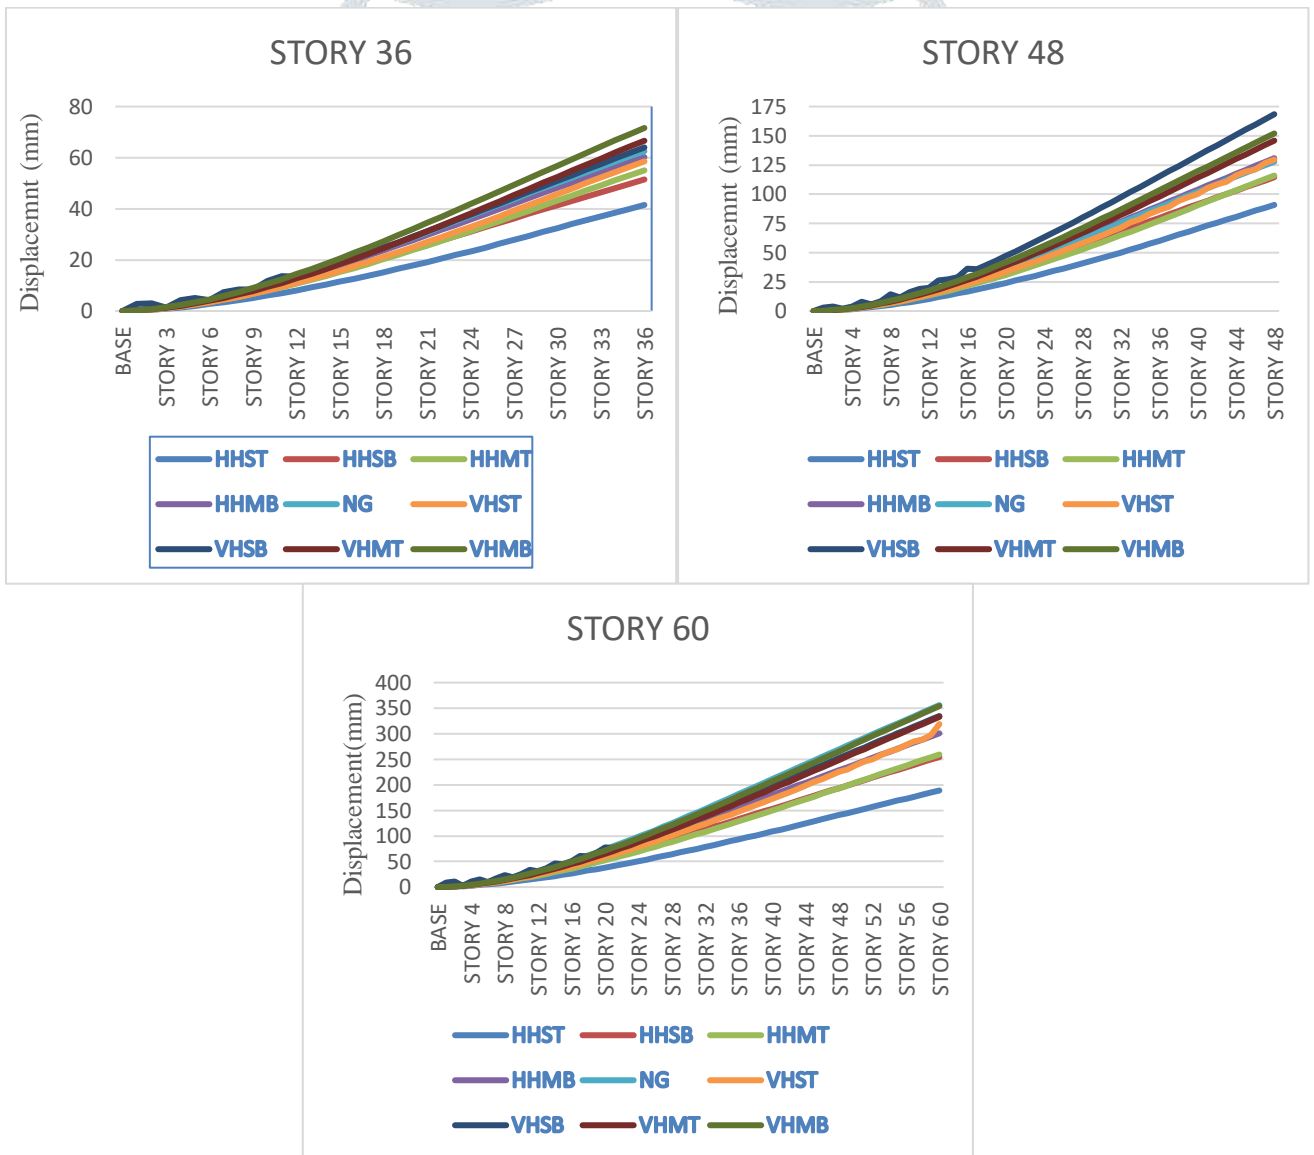 STORY 36
Displacemnt (mm)
80
60
40
20
0
BASE
STORY 3
STORY 6
STORY 9
STORY 12
STORY 15
STORY 18
STORY 21
STORY 24
STORY 27
STORY 30
STORY 33
STORY 36
HHST HHSB HHMT
HHMB NG VHST
VHSB VHMT VHMB
STORY 48
Displacemnt (mm)
175
150
125
100
75
50
25
0
BASE
STORY 4
STORY 8
STORY 12
STORY 16
STORY 20
STORY 24
STORY 28
STORY 32
STORY 36
STORY 40
STORY 44
STORY 48
HHST HHSB HHMT
HHMB NG VHST
VHSB VHMT VHMB
STORY 60
Displacement(mm)
400
350
300
250
200
150
100
50
0
BASE
STORY 4
STORY 8
STORY 12
STORY 16
STORY 20
STORY 24
STORY 28
STORY 32
STORY 36
STORY 40
STORY 44
STORY 48
STORY 52
STORY 56
STORY 60
HHST HHSB HHMT
HHMB NG VHST
VHSB VHMT VHMB